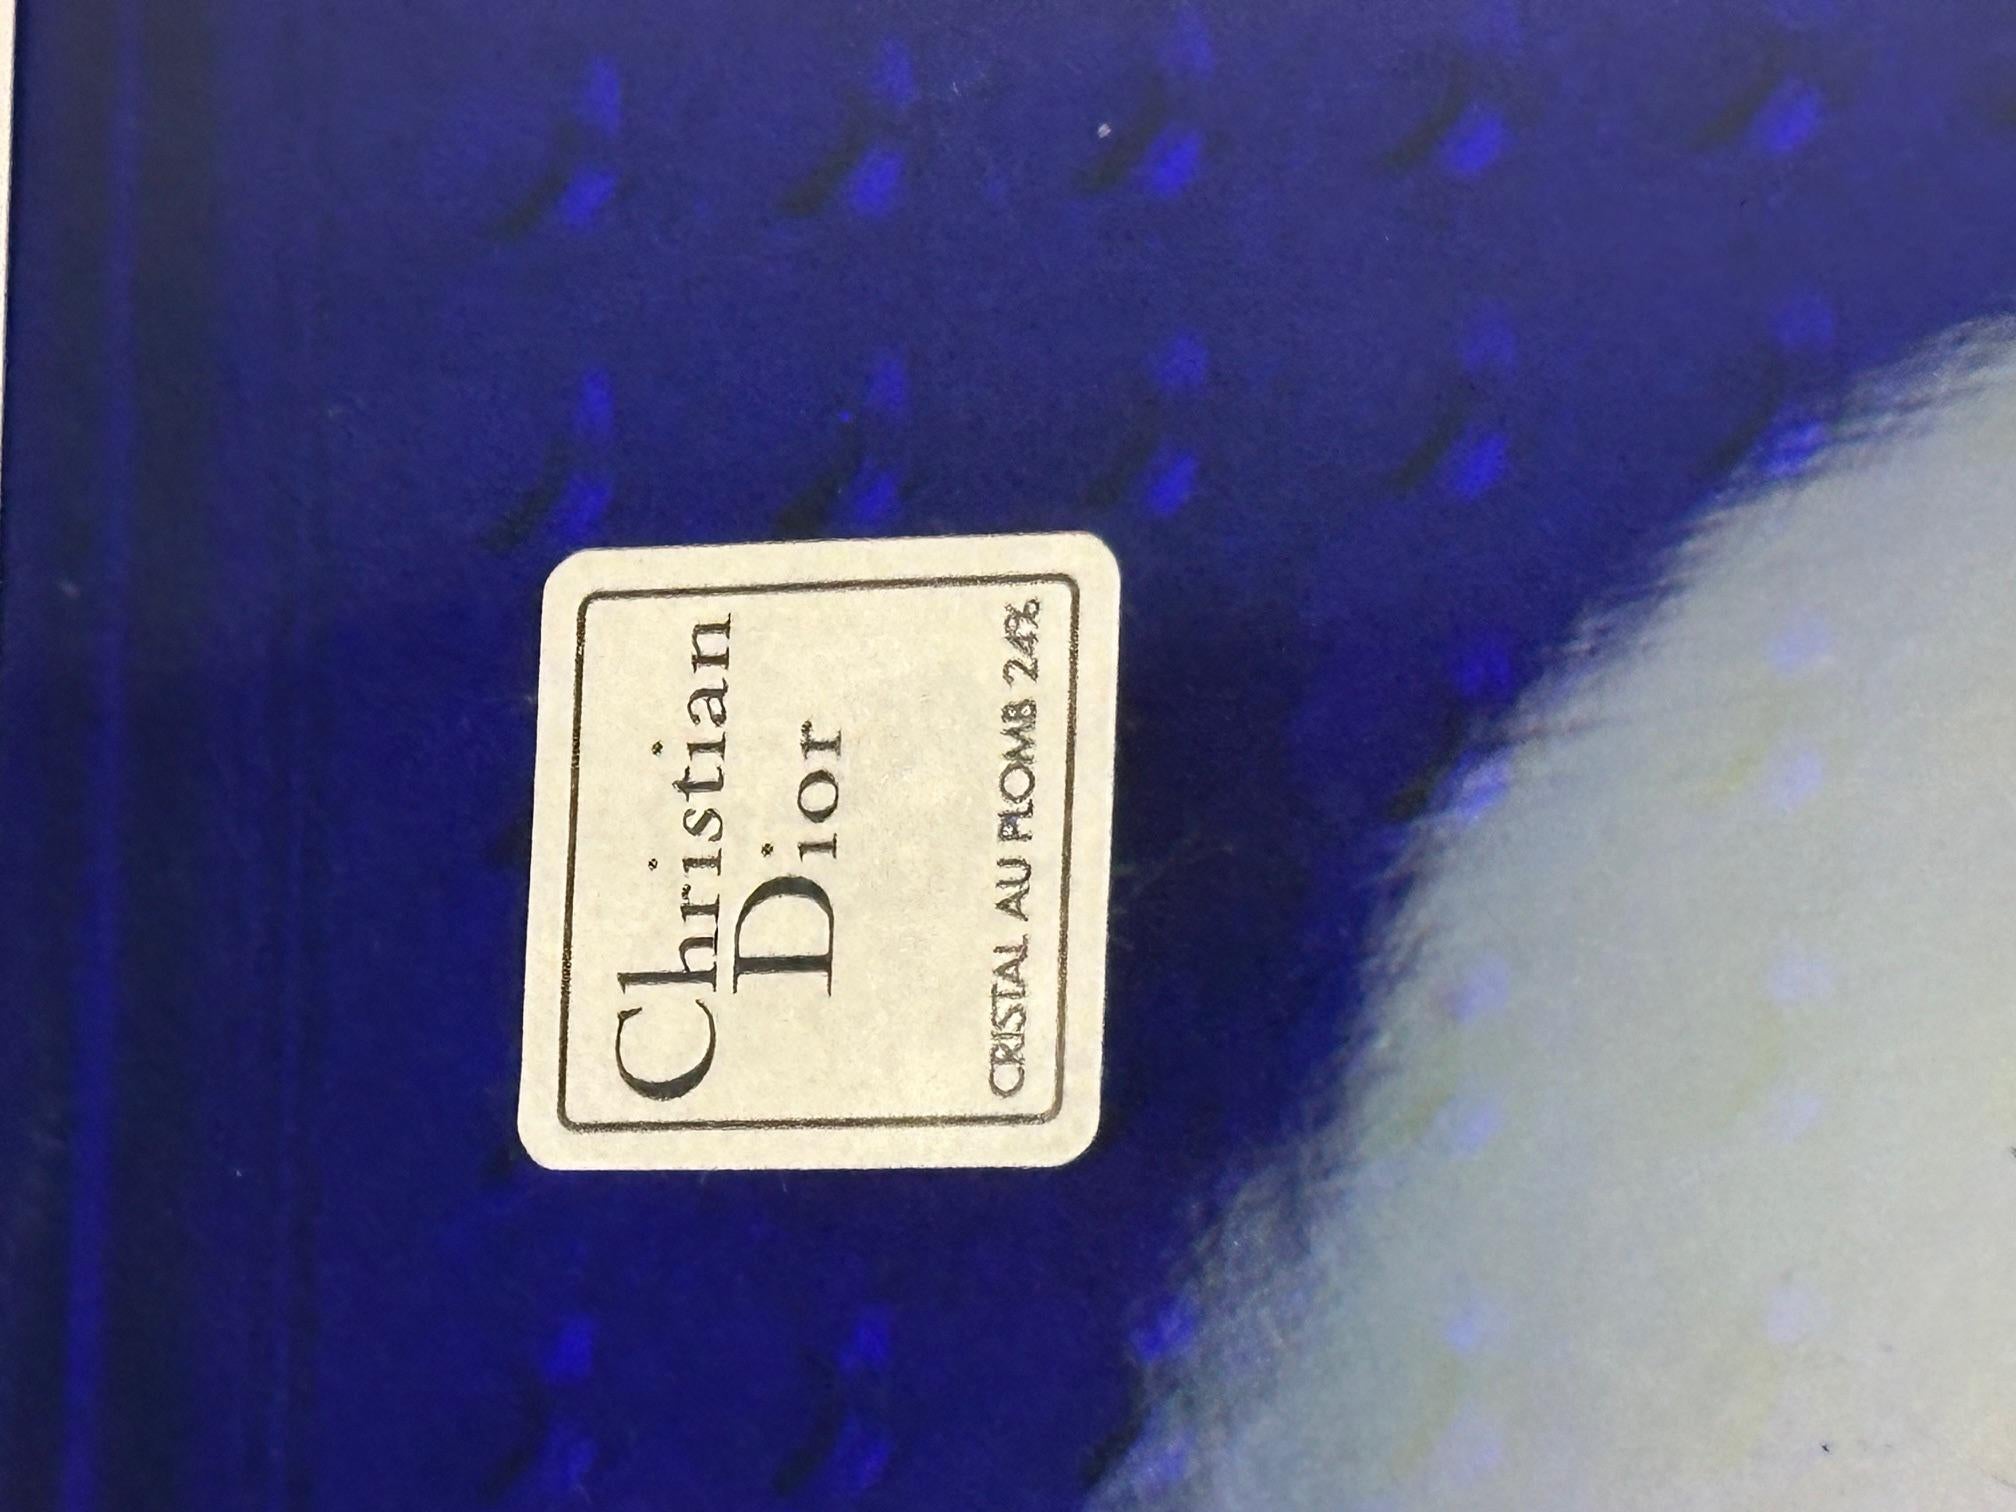 Christian
Dior
CRISTAL AU PLOMB 24%